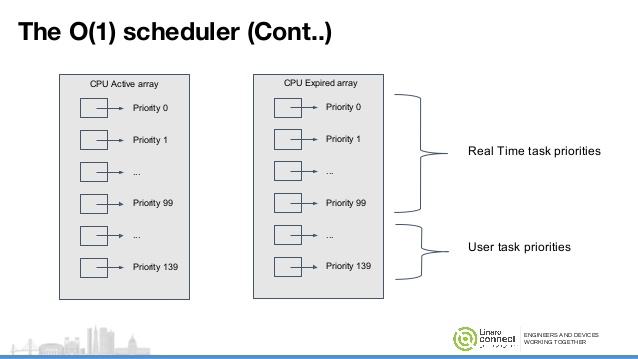 The O(1) scheduler (Cont..)
CPU Active array
Priority 0
Priority 1
...
Priority 99
...
Priority 139
CPU Expired array
Priority 0
Priority 1
...
Priority 99
...
Priority 139
Real Time task priorities
User task priorities
Linaro
connect
ENGINEERS AND DEVICES
WORKING TOGETHER